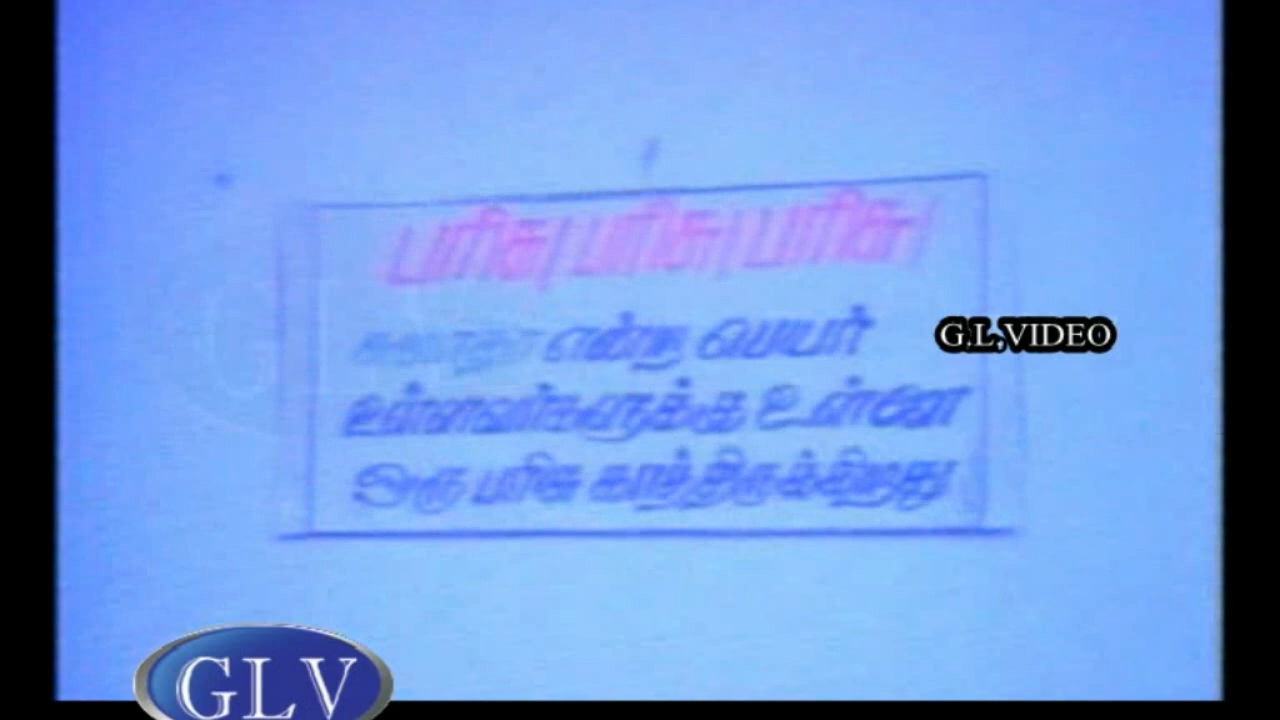 பரிசு பரிசு பரிசு
என்ற பெயர்
உள்ளவர்களுக்கு உள்ளே
ஒரு பரிசு காத்திருக்கிறது
G.L.VIDEO
GLV